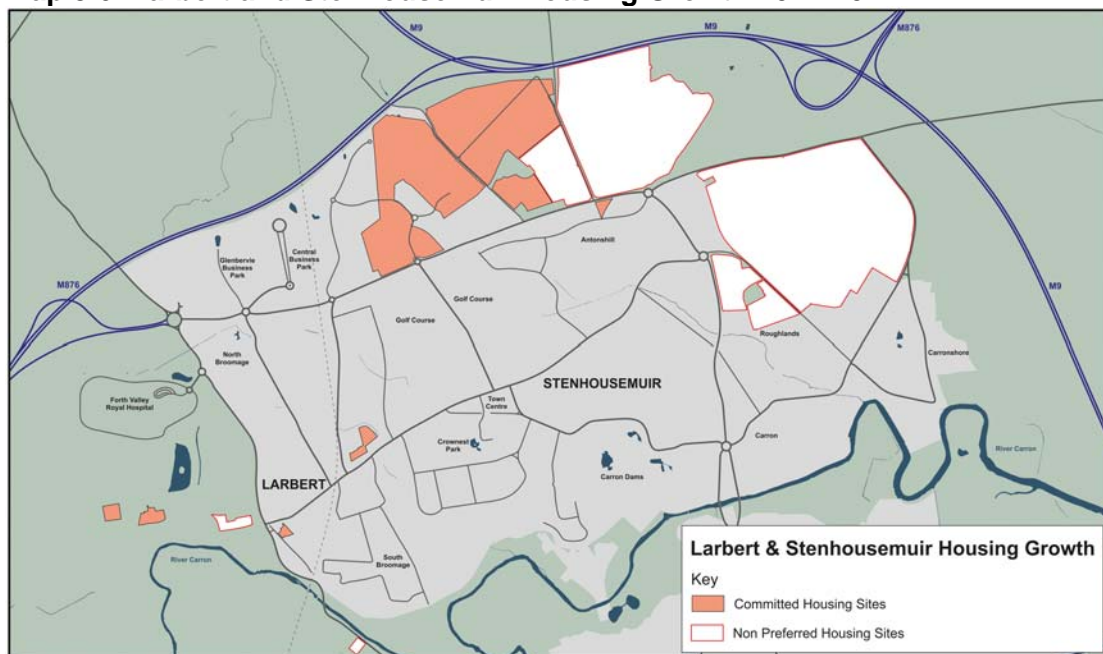 M9
M9
M876
M876
Glenbervie
Business
Park
Central
Business
Park
Antonshill
Golf Course
Golf Course
M9
North
Broomage
Roughlands
Carronshore
STENHOUSEMUIR
Forth Valley
Royal Hospital
Town
Centre
Crownest
Park
Carron
River Carron
LARBERT
Carron Dams
River Carron
South
Broomage
Larbert & Stenhousemuir Housing Growth
Key
Committed Housing Sites
Non Preferred Housing Sites